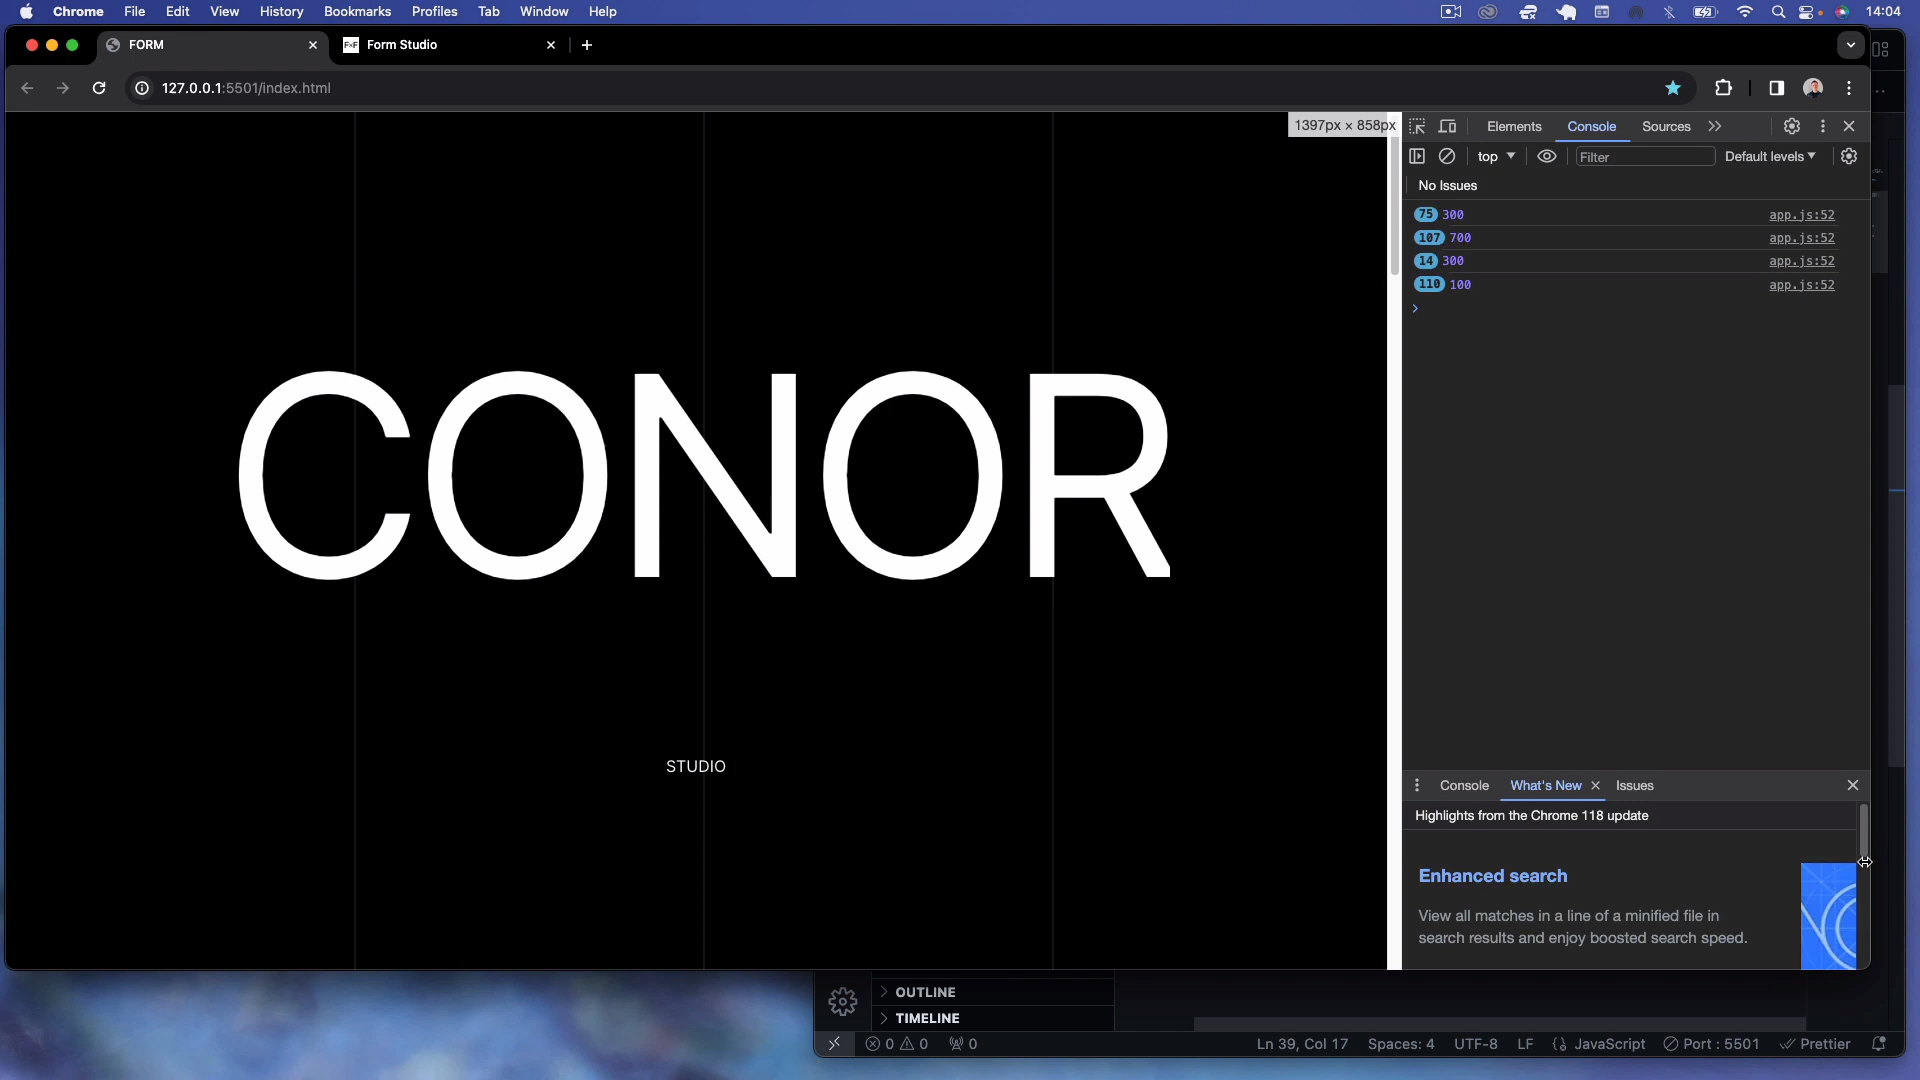 Chrome File Edit View History Bookmarks Profiles Tab Window Help 14:04
FORM
F×F Form Studio
127.0.0.1:5501/index.html
1397px × 858px
Elements Console Sources
top Filter Default levels
No Issues
75 300 app.js:52
107 700 app.js:52
14 300 app.js:52
110 100 app.js:52
CONOR
STUDIO
Console What's New Issues
Highlights from the Chrome 118 update
Enhanced search
View all matches in a line of a minified file in
search results and enjoy boosted search speed.
OUTLINE
TIMELINE
0 0 0 Ln 39, Col 17 Spaces: 4 UTF-8 LF JavaScript Port : 5501 Prettier